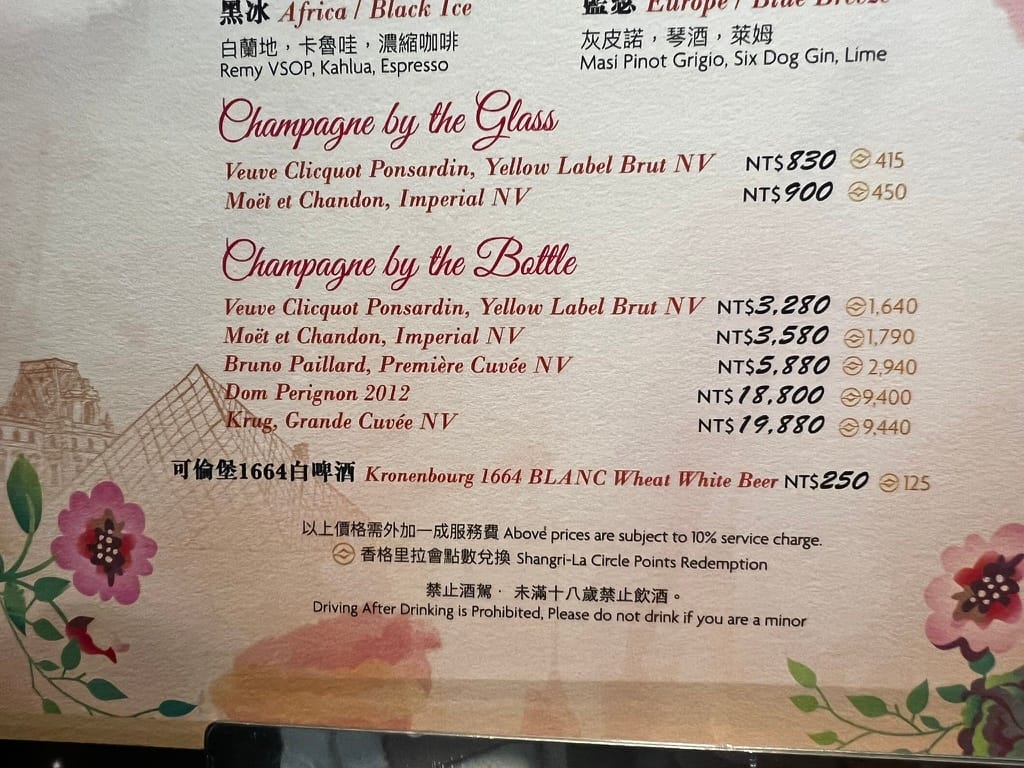 黑冰 Africa / Black Ice
白蘭地，卡魯哇，濃縮咖啡
Remy VSOP, Kahlua, Espresso
藍瑟 Europe / Blue Breeze
灰皮諾，琴酒，萊姆
Masi Pinot Grigio, Six Dog Gin, Lime
Champagne by the Glass
Veuve Clicquot Ponsardin, Yellow Label Brut NV NT$830 415
Moët et Chandon, Imperial NV NT$900 450
Champagne by the Bottle
Veuve Clicquot Ponsardin, Yellow Label Brut NV NT$3,280 1,640
Moët et Chandon, Imperial NV NT$3,580 1,790
Bruno Paillard, Première Cuvée NV NT$5,880 2,940
Dom Perignon 2012 NT$18,800 9,400
Krug, Grande Cuvée NV NT$19,880 9,440
可倫堡1664白啤酒 Kronenbourg 1664 BLANC Wheat White Beer NT$250 125
以上價格需外加一成服務費 Above prices are subject to 10% service charge.
香格里拉會點數兌換 Shangri-La Circle Points Redemption
禁止酒駕· 未滿十八歲禁止飲酒。
Driving After Drinking is Prohibited, Please do not drink if you are a minor